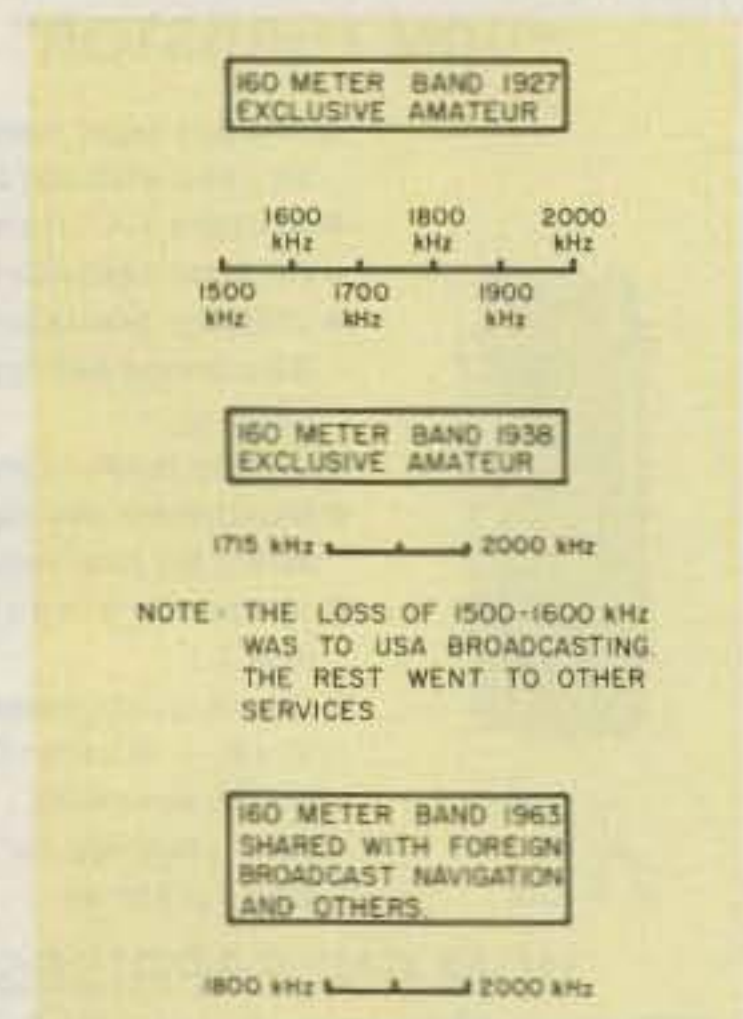 160 METER BAND 1927
EXCLUSIVE AMATEUR
1600 1800 2000
kHz kHz kHz
1500 1700 1900
kHz kHz kHz
160 METER BAND 1938
EXCLUSIVE AMATEUR
1715 kHz 2000 kHz
NOTE - THE LOSS OF 1500-1600 kHz
WAS TO USA BROADCASTING.
THE REST WENT TO OTHER
SERVICES
160 METER BAND 1963
SHARED WITH FOREIGN
BROADCAST NAVIGATION
AND OTHERS.
1800 kHz 2000 kHz